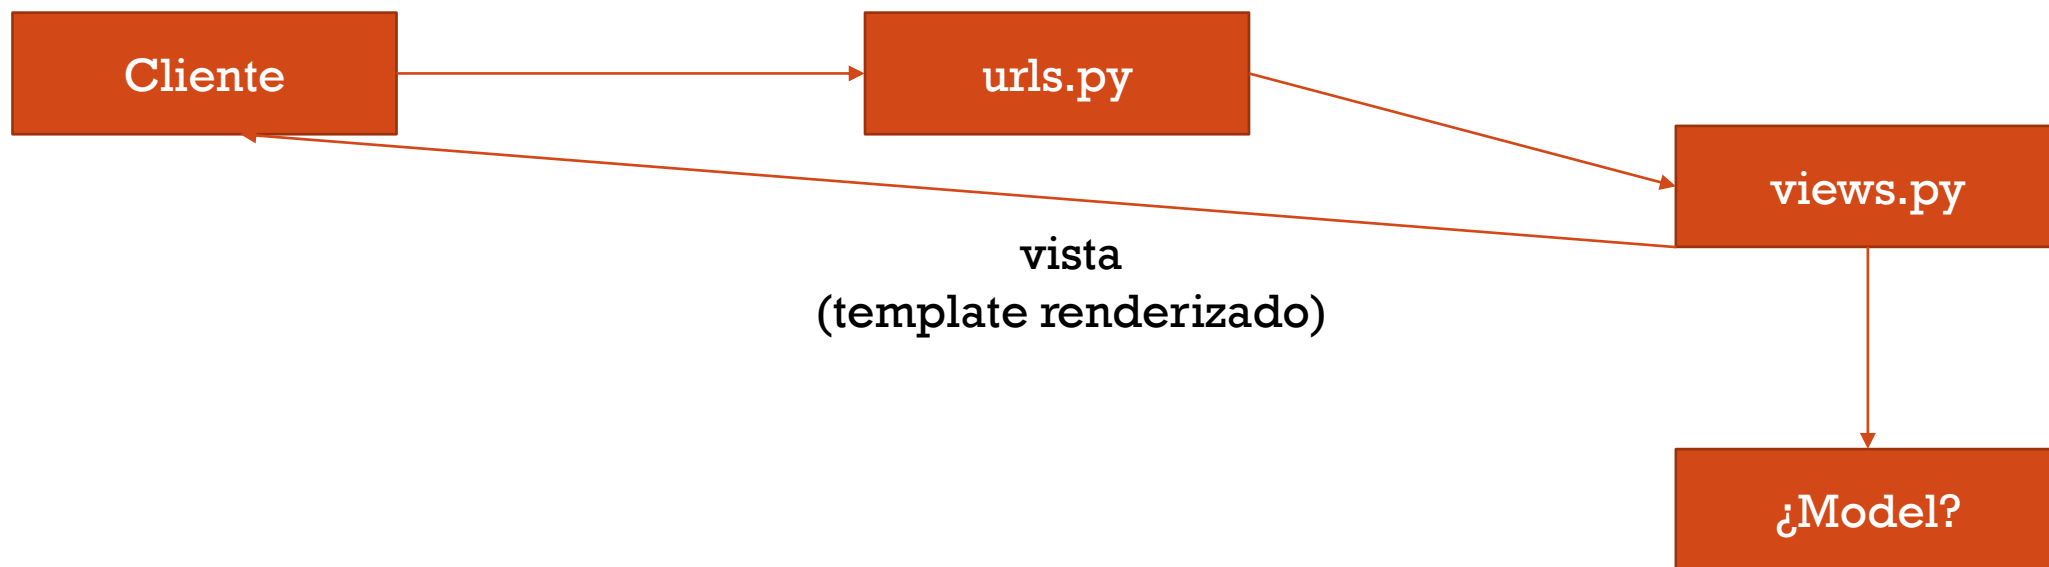 Cliente
urls.py
views.py
vista
(template renderizado)
¿Model?